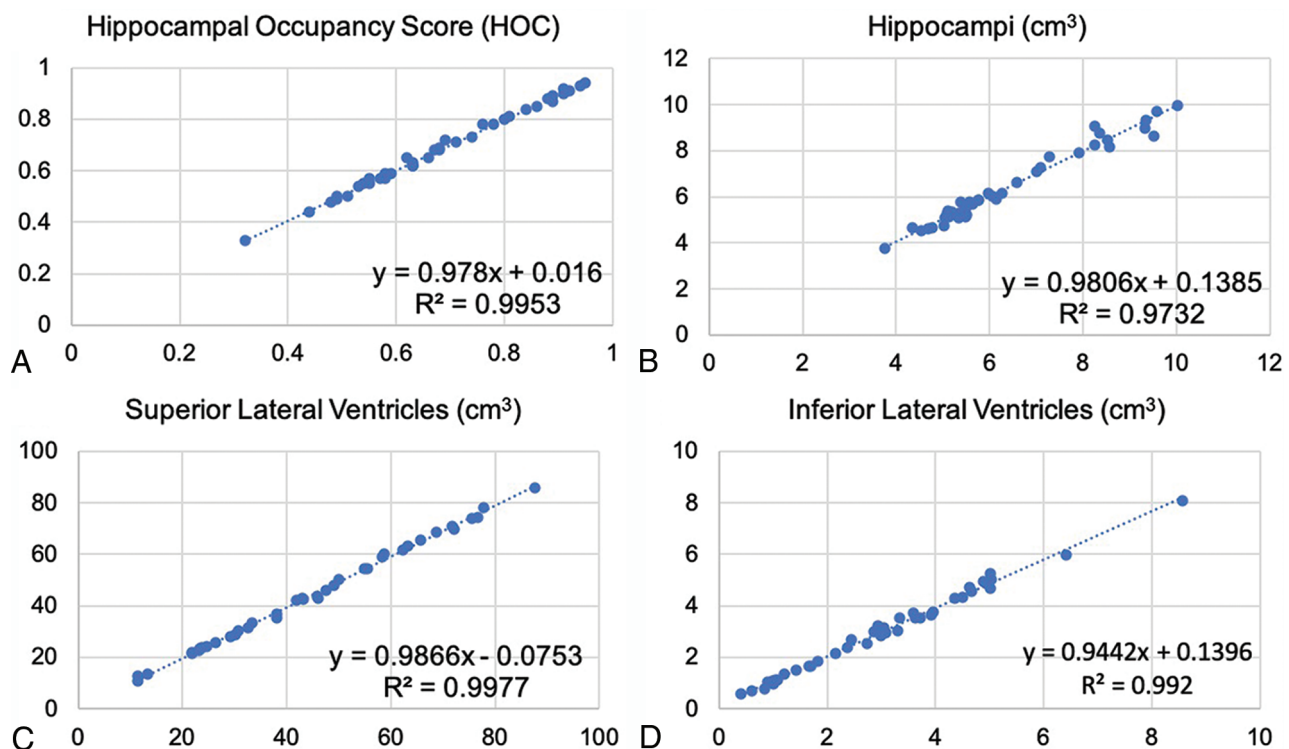 Hippocampal Occupancy Score (HOC)
1
0.8
0.6
0.4
0.2
0
y = 0.978x + 0.016
R² = 0.9953
0 0.2 0.4 0.6 0.8 1
A
Hippocampi (cm³)
12
10
8
6
4
2
0
y = 0.9806x + 0.1385
R² = 0.9732
0 2 4 6 8 10 12
B
Superior Lateral Ventricles (cm³)
100
80
60
40
20
0
y = 0.9866x - 0.0753
R² = 0.9977
0 20 40 60 80 100
C
Inferior Lateral Ventricles (cm³)
10
8
6
4
2
0
y = 0.9442x + 0.1396
R² = 0.992
0 2 4 6 8 10
D